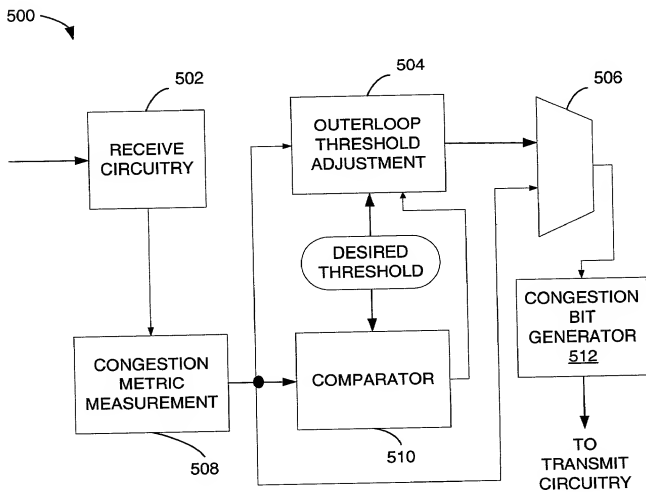 500
502
RECEIVE
CIRCUITRY
504
OUTERLOOP
THRESHOLD
ADJUSTMENT
506
DESIRED
THRESHOLD
CONGESTION
METRIC
MEASUREMENT
508
COMPARATOR
510
CONGESTION
BIT
GENERATOR
512
TO
TRANSMIT
CIRCUITRY